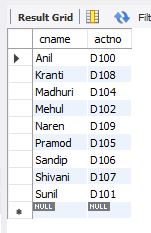 Result Grid Filt
cname actno
Anil D100
Kranti D108
Madhuri D104
Mehul D102
Naren D109
Pramod D105
Sandip D106
Shivani D107
Sunil D101
NULL NULL